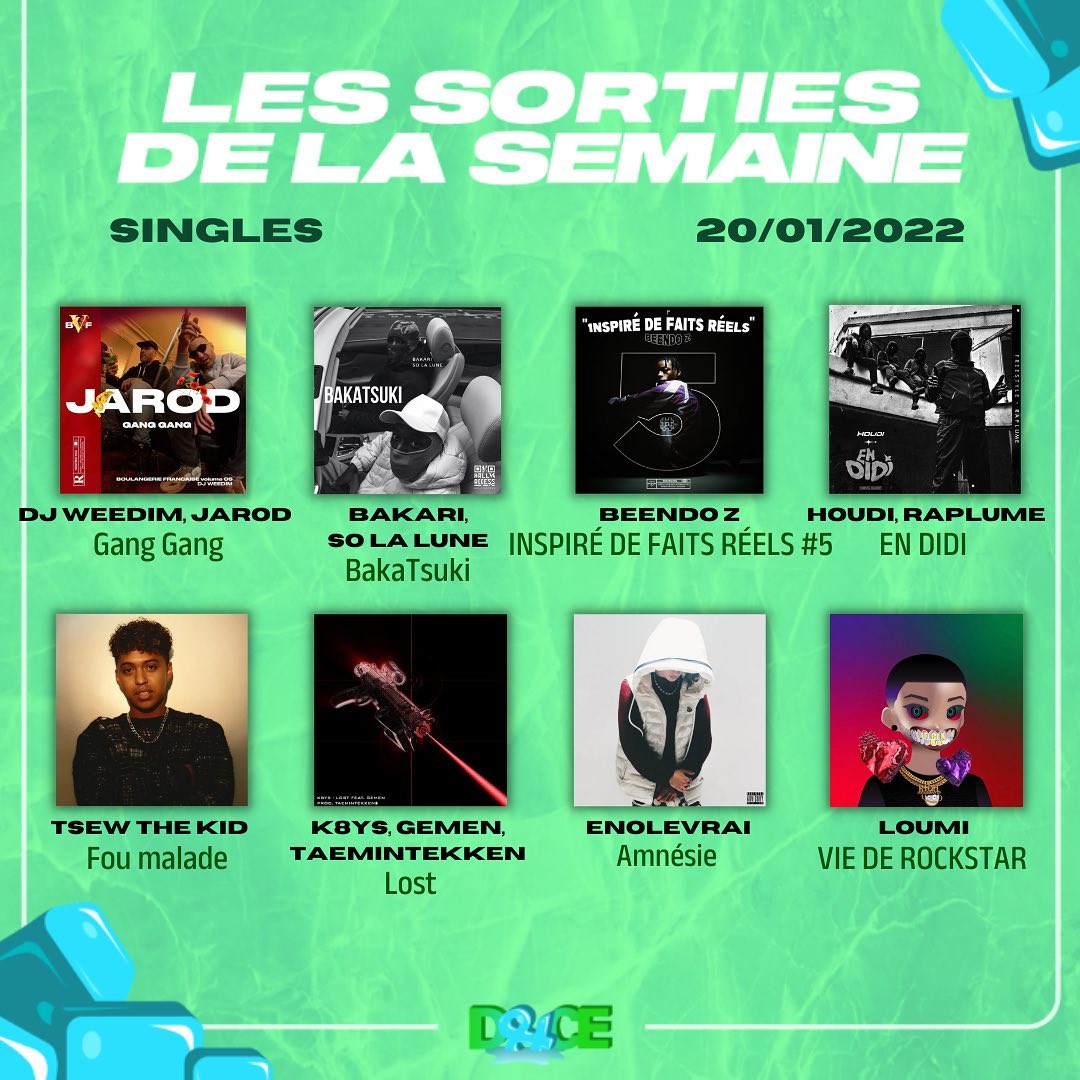 LES SORTIES
DE LA SEMAINE
SINGLES
20/01/2022
BVF
JAROD
GANG GANG
BOULANGERIE FRANÇAISE volume 05
DJ WEEDIM
BAKARI
SO LA LUNE
BAKATSUKI
"INSPIRÉ DE FAITS RÉELS"
BEENDO Z
5
FREESTYLE - RAPLUME
HOUDI
EN
DIDI
DJ WEEDIM, JAROD
Gang Gang
BAKARI,
SO LA LUNE
BakaTsuki
BEENDO Z
INSPIRÉ DE FAITS RÉELS #5
HOUDI, RAPLUME
EN DIDI
K8YS - LOST FEAT. GEMEN
PROD. TAEMINTEKKEN
TSEW THE KID
Fou malade
K8YS, GEMEN,
TAEMINTEKKEN
Lost
ENOLEVRAI
Amnésie
LOUMI
VIE DE ROCKSTAR